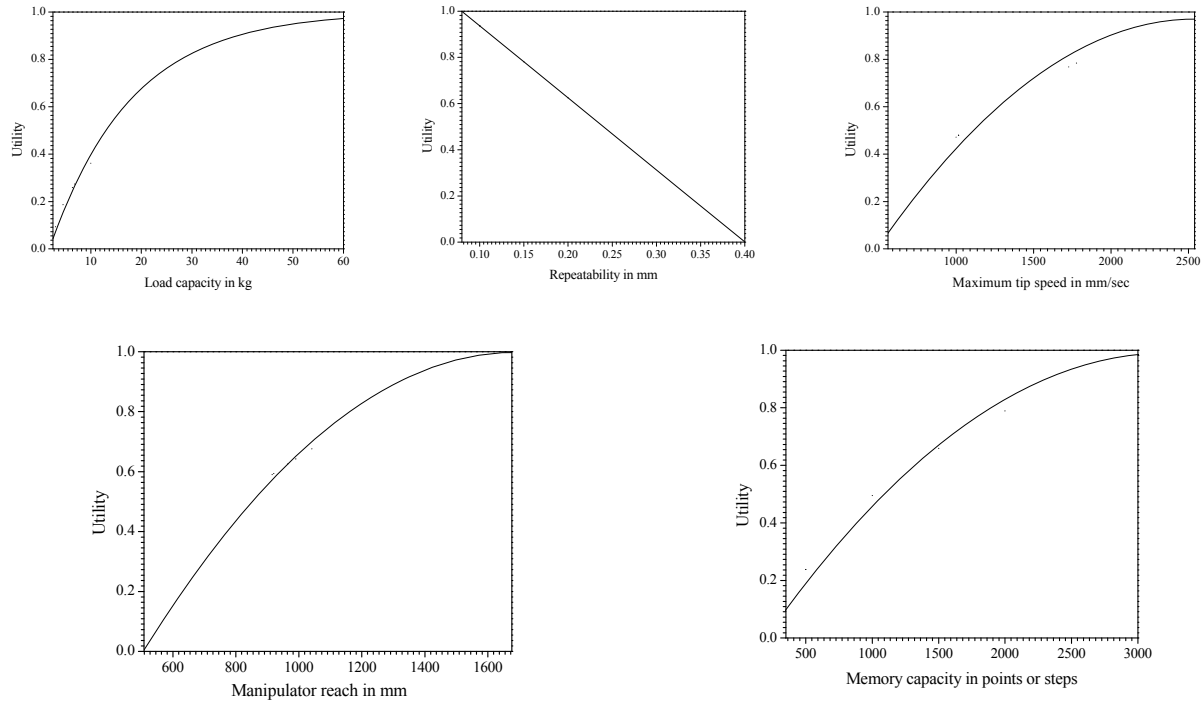 1.0
0.8
0.6
0.4
0.2
0.0
Utility
10 20 30 40 50 60
Load capacity in kg
1.0
0.8
0.6
0.4
0.2
0.0
Utility
0.10 0.15 0.20 0.25 0.30 0.35 0.40
Repeatability in mm
1.0
0.8
0.6
0.4
0.2
0.0
Utility
1000 1500 2000 2500
Maximum tip speed in mm/sec
1.0
0.8
0.6
0.4
0.2
0.0
Utility
600 800 1000 1200 1400 1600
Manipulator reach in mm
1.0
0.8
0.6
0.4
0.2
0.0
Utility
500 1000 1500 2000 2500 3000
Memory capacity in points or steps